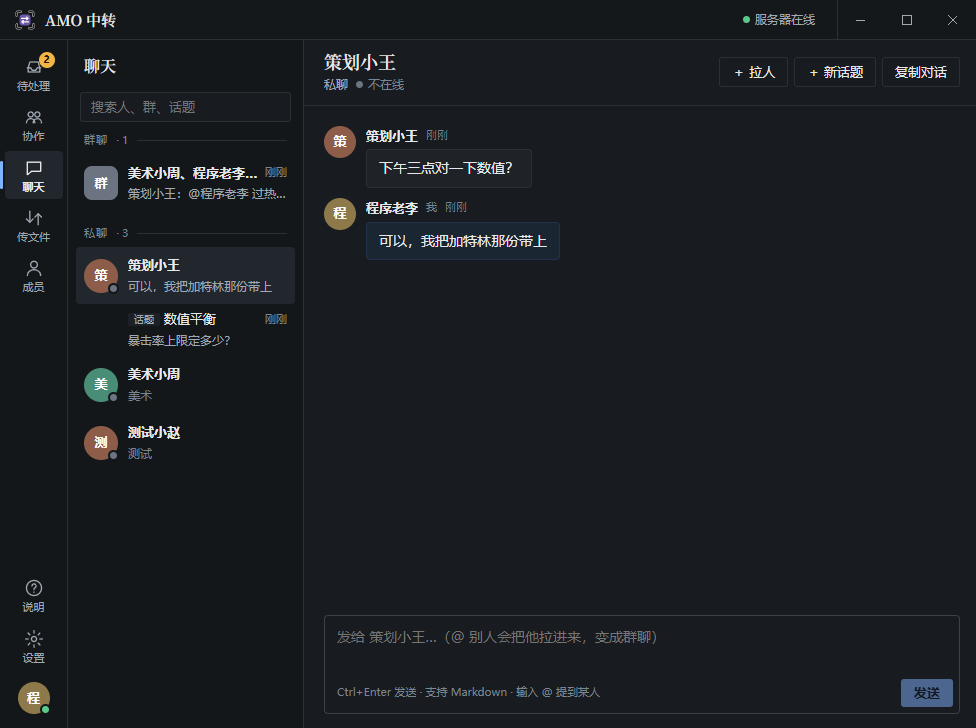 AMO 中转
服务器在线
2
待处理
协作
聊天
传文件
成员
说明
设置
程
聊天
搜索人、群、话题
群聊 · 1
群
美术小周、程序老李... 刚刚
策划小王：@程序老李 过热...
私聊 · 3
策
策划小王
可以，我把加特林那份带上
话题 数值平衡 刚刚
暴击率上限定多少？
美
美术小周
美术
测
测试小赵
测试
策划小王
私聊 不在线
+ 拉人
+ 新话题
复制对话
策
策划小王 刚刚
下午三点对一下数值？
程
程序老李 我 刚刚
可以，我把加特林那份带上
发给 策划小王...（@ 别人会把他拉进来，变成群聊）
Ctrl+Enter 发送 · 支持 Markdown · 输入 @ 提到某人
发送